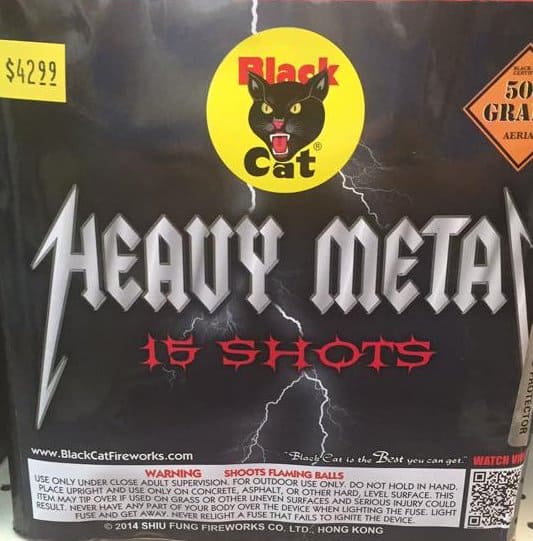 $42.99
Black
Cat®
50
GRA
AERIA
HEAVY METAL
15 SHOTS
PROTECTOR
www.BlackCatFireworks.com
"Black Cat is the Best you can get."
WATCH VI
WARNING SHOOTS FLAMING BALLS
USE ONLY UNDER CLOSE ADULT SUPERVISION. FOR OUTDOOR USE ONLY. DO NOT HOLD IN HAND.
PLACE UPRIGHT AND USE ONLY ON CONCRETE, ASPHALT, OR OTHER HARD, LEVEL SURFACE. THIS
ITEM MAY TIP OVER IF USED ON GRASS OR OTHER UNEVEN SURFACES AND SERIOUS INJURY COULD
RESULT. NEVER HAVE ANY PART OF YOUR BODY OVER THE DEVICE WHEN LIGHTING THE FUSE. LIGHT
FUSE AND GET AWAY. NEVER RELIGHT A FUSE THAT FAILS TO IGNITE THE DEVICE.
© 2014 SHIU FUNG FIREWORKS CO. LTD., HONG KONG